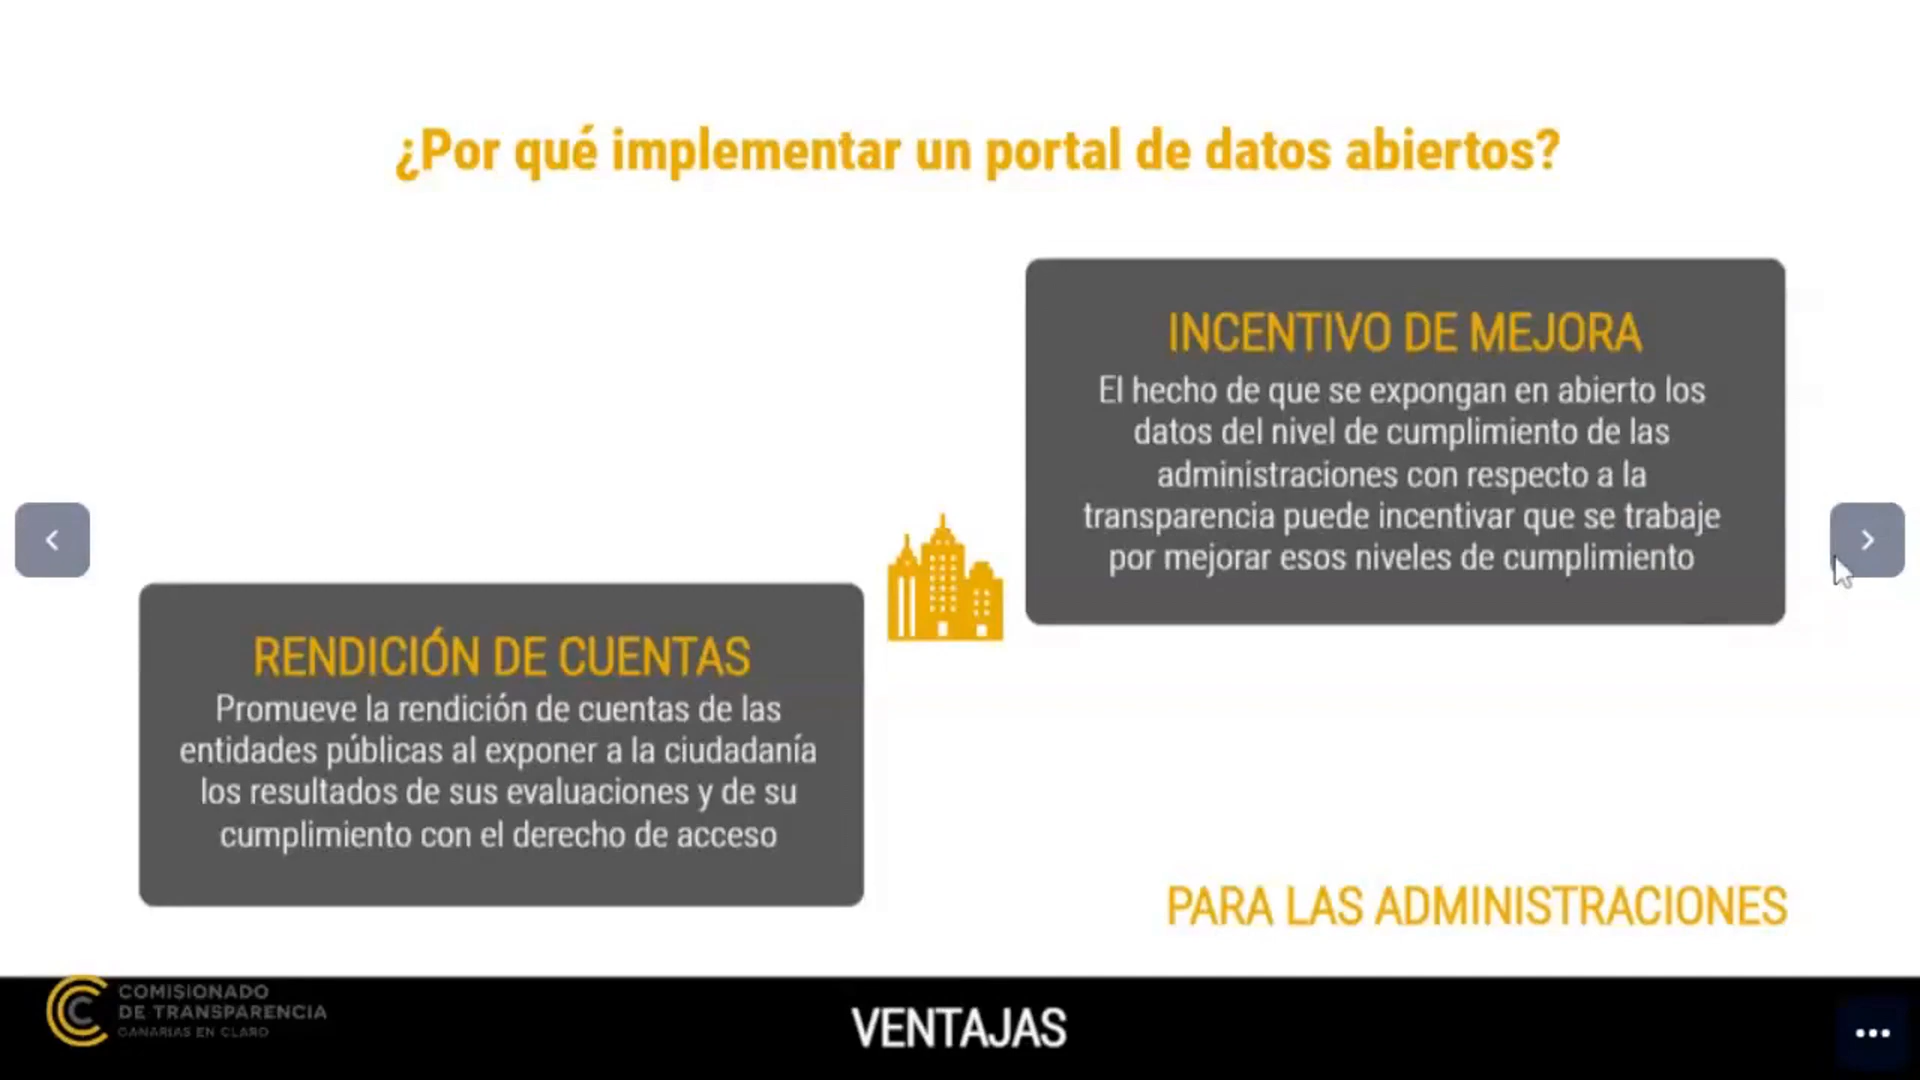 ¿Por qué implementar un portal de datos abiertos?
INCENTIVO DE MEJORA
El hecho de que se expongan en abierto los
datos del nivel de cumplimiento de las
administraciones con respecto a la
transparencia puede incentivar que se trabaje
por mejorar esos niveles de cumplimiento
RENDICIÓN DE CUENTAS
Promueve la rendición de cuentas de las
entidades públicas al exponer a la ciudadanía
los resultados de sus evaluaciones y de su
cumplimiento con el derecho de acceso
PARA LAS ADMINISTRACIONES
COMISIONADO
DE TRANSPARENCIA
CANARIAS EN CLARO
VENTAJAS